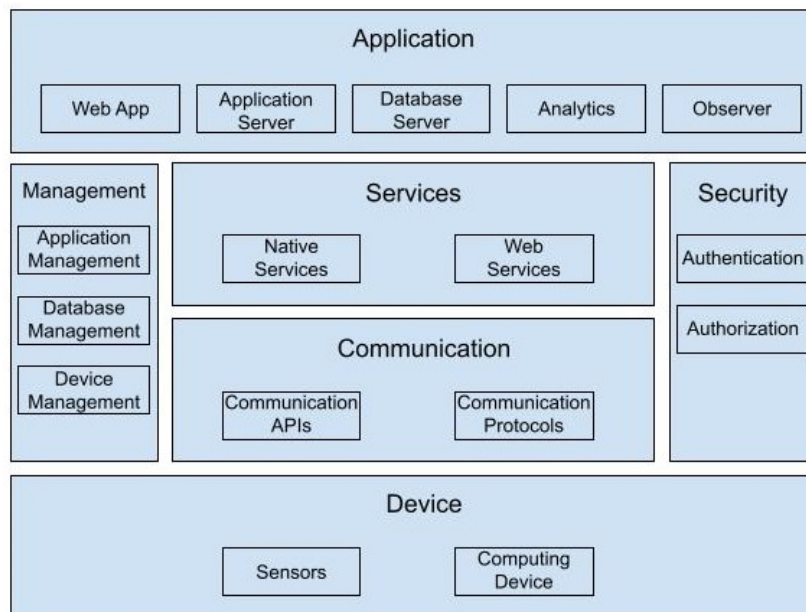 Application
Web App
Application
Server
Database
Server
Analytics
Observer
Management
Application
Management
Database
Management
Device
Management
Services
Native
Services
Web
Services
Communication
Communication
APIs
Communication
Protocols
Security
Authentication
Authorization
Device
Sensors
Computing
Device